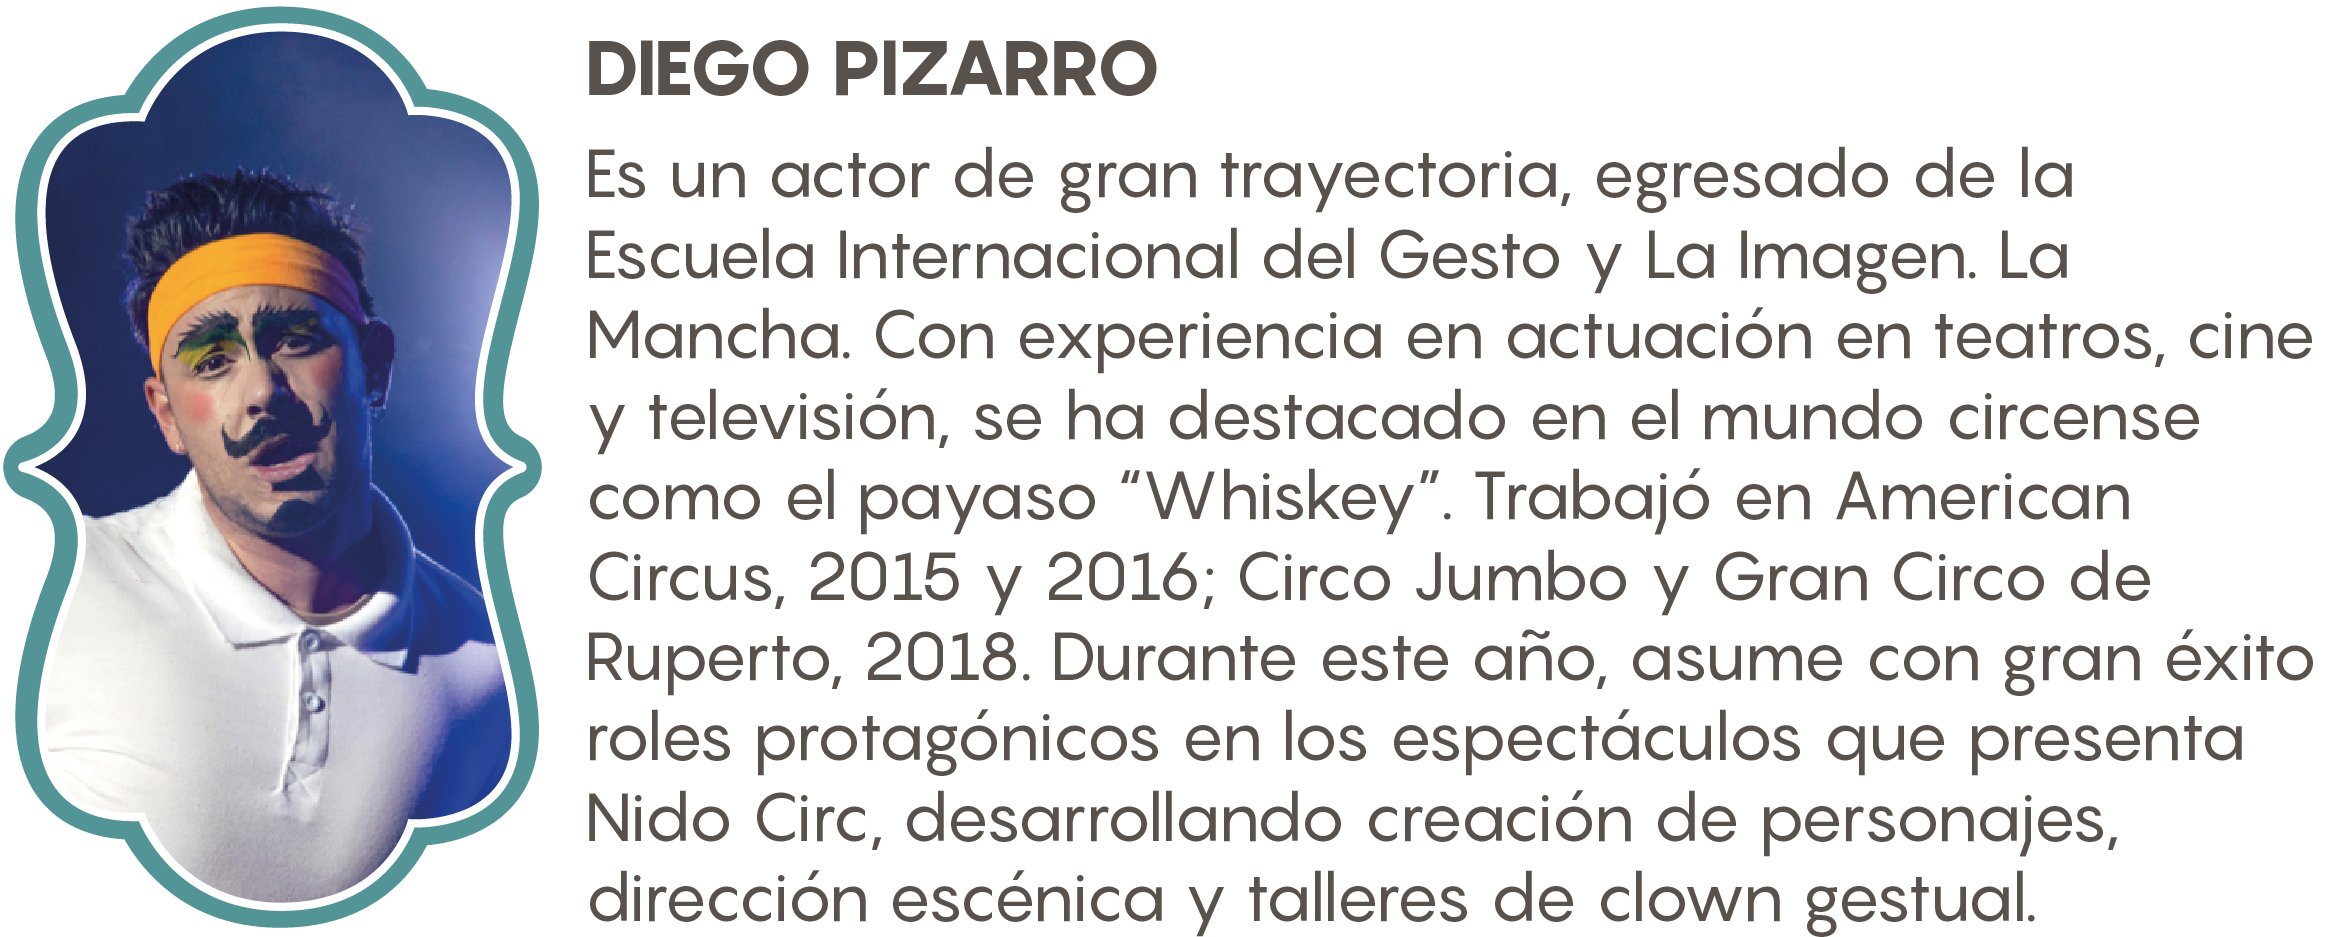 DIEGO PIZARRO
Es un actor de gran trayectoria, egresado de la
Escuela Internacional del Gesto y La Imagen. La
Mancha. Con experiencia en actuación en teatros, cine
y televisión, se ha destacado en el mundo circense
como el payaso “Whiskey”. Trabajó en American
Circus, 2015 y 2016; Circo Jumbo y Gran Circo de
Ruperto, 2018. Durante este año, asume con gran éxito
roles protagónicos en los espectáculos que presenta
Nido Circ, desarrollando creación de personajes,
dirección escénica y talleres de clown gestual.